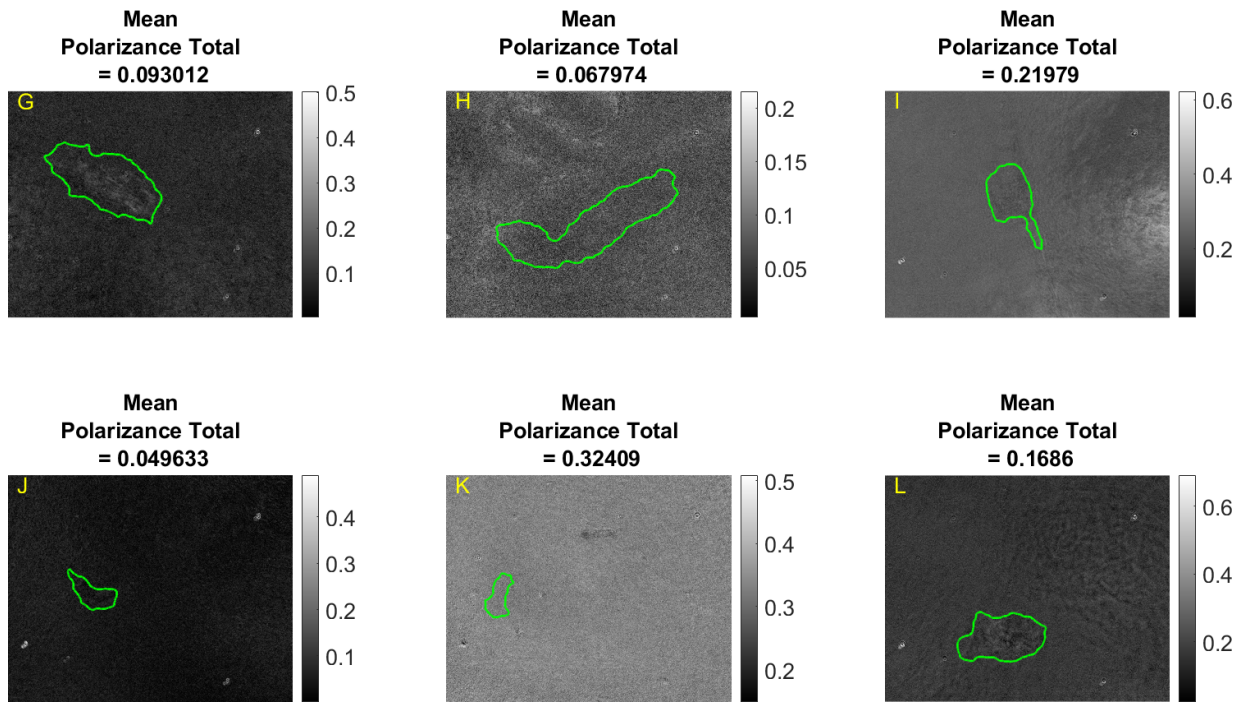 Mean
Polarizance Total
= 0.093012
G
0.5
0.4
0.3
0.2
0.1
Mean
Polarizance Total
= 0.067974
H
0.2
0.15
0.1
0.05
Mean
Polarizance Total
= 0.21979
I
0.6
0.4
0.2
Mean
Polarizance Total
= 0.049633
J
0.4
0.3
0.2
0.1
Mean
Polarizance Total
= 0.32409
K
0.5
0.4
0.3
0.2
Mean
Polarizance Total
= 0.1686
L
0.6
0.4
0.2